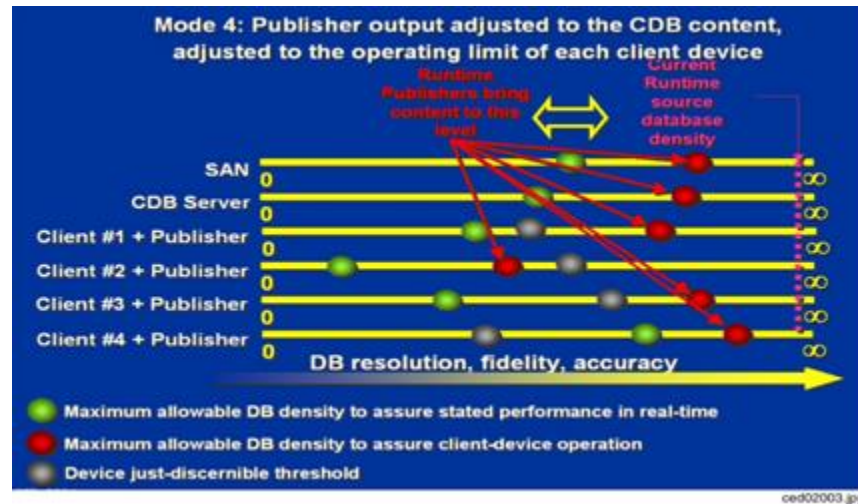 Mode 4: Publisher output adjusted to the CDB content,
adjusted to the operating limit of each client device
Runtime
Publishers bring
content to this
level
Current
Runtime
source
database
density
SAN
0
∞
CDB Server
0
∞
Client #1 + Publisher
0
∞
Client #2 + Publisher
0
∞
Client #3 + Publisher
0
∞
Client #4 + Publisher
0
∞
DB resolution, fidelity, accuracy
Maximum allowable DB density to assure stated performance in real-time
Maximum allowable DB density to assure client-device operation
Device just-discernible threshold